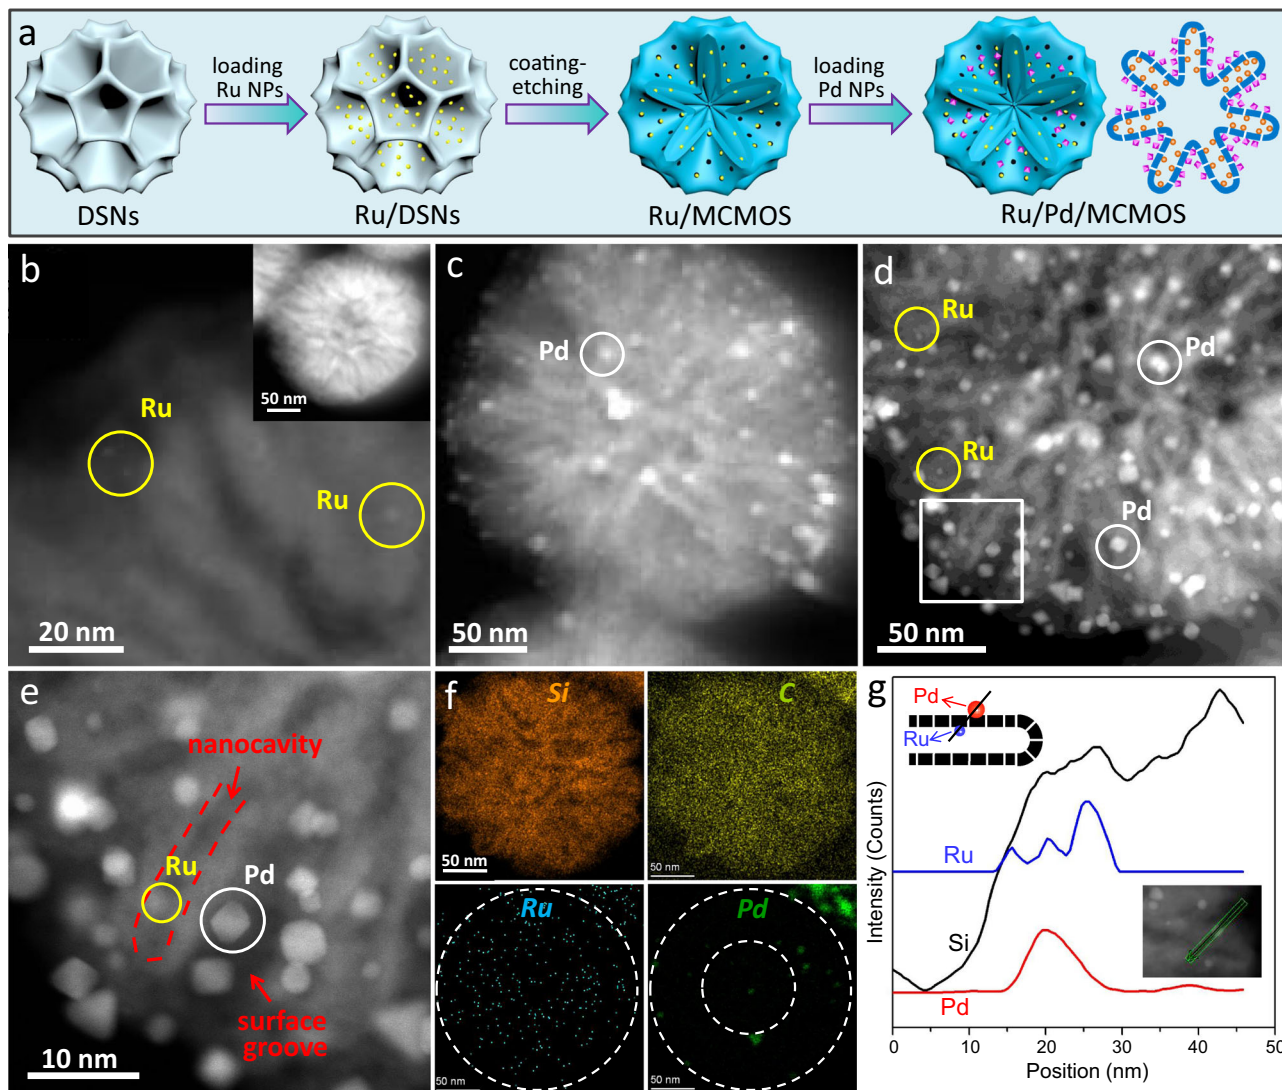 a
loading
Ru NPs
coating-
etching
loading
Pd NPs
DSNs
Ru/DSNs
Ru/MCMOS
Ru/Pd/MCMOS
b
50 nm
Ru
Ru
20 nm
c
Pd
50 nm
d
Ru
Pd
Ru
Pd
50 nm
e
nanocavity
Ru
Pd
surface
groove
10 nm
f
Si
50 nm
C
50 nm
Ru
50 nm
Pd
50 nm
g
Pd
Ru
Ru
Si
Pd
Intensity (Counts)
0 10 20 30 40 50
Position (nm)